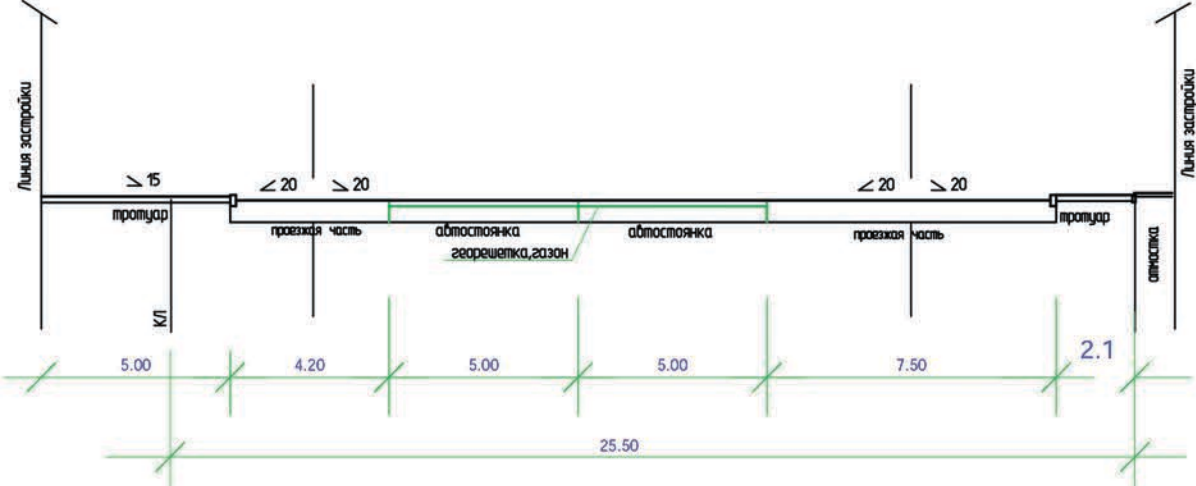 Линия застройки
Линия застройки
15
20 20
20 20
тротуар
проезжая часть
автостоянка
автостоянка
проезжая часть
тротуар
георешетка,газон
отмостка
КЛ
5.00 4.20 5.00 5.00 7.50 2.1
25.50